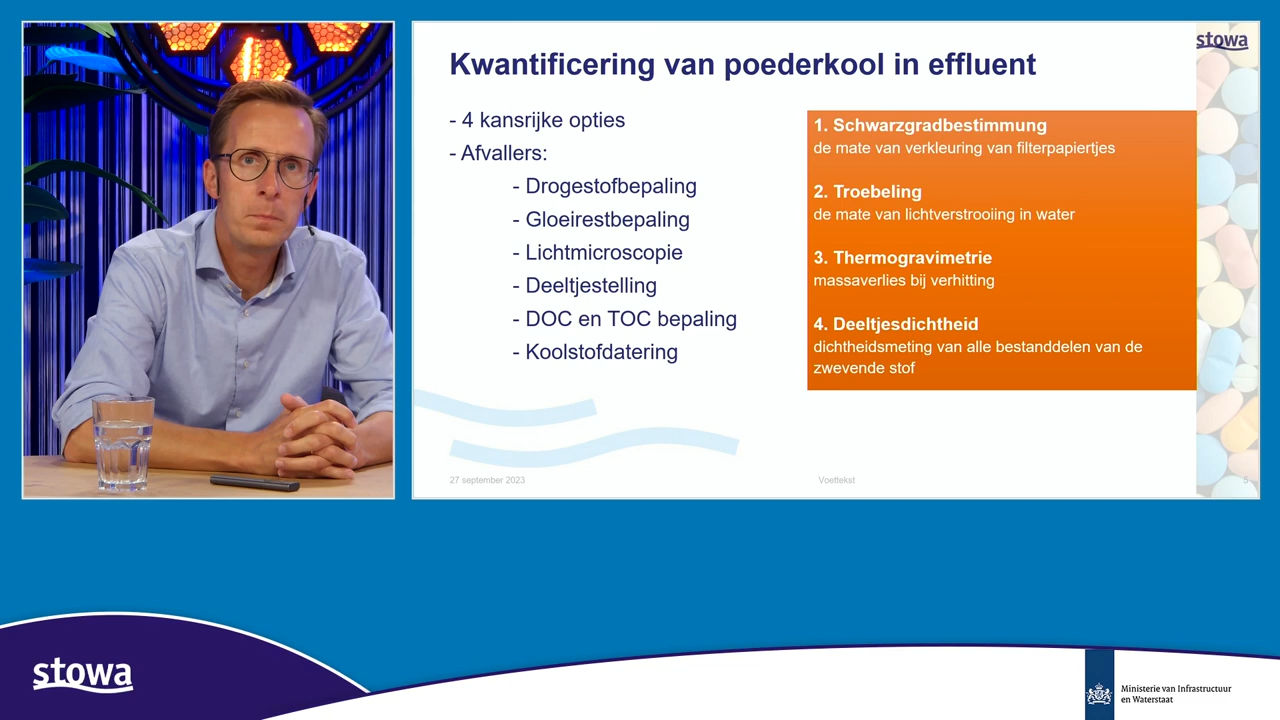 stowa
Kwantificering van poederkool in effluent
- 4 kansrijke opties
- Afvallers:
- Drogestofbepaling
- Gloeirestbepaling
- Lichtmicroscopie
- Deeltjestelling
- DOC en TOC bepaling
- Koolstofdatering
1. Schwarzgradbestimmung
de mate van verkleuring van filterpapiertjes
2. Troebeling
de mate van lichtverstrooiing in water
3. Thermogravimetrie
massaverlies bij verhitting
4. Deeltjesdichtheid
dichtheidsmeting van alle bestanddelen van de
zwevende stof
27 september 2023
Voettekst
5
stowa
Ministerie van Infrastructuur
en Waterstaat